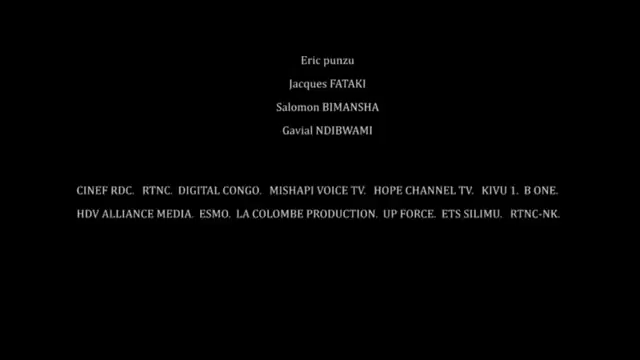 Eric punzu
Jacques FATAKI
Salomon BIMANSHA
Gavial NDIBWAMI
CINEF RDC. RTNC. DIGITAL CONGO. MISHAPI VOICE TV. HOPE CHANNEL TV. KIVU 1. B ONE.
HDV ALLIANCE MEDIA. ESMO. LA COLOMBE PRODUCTION. UP FORCE. ETS SILIMU. RTNC-NK.